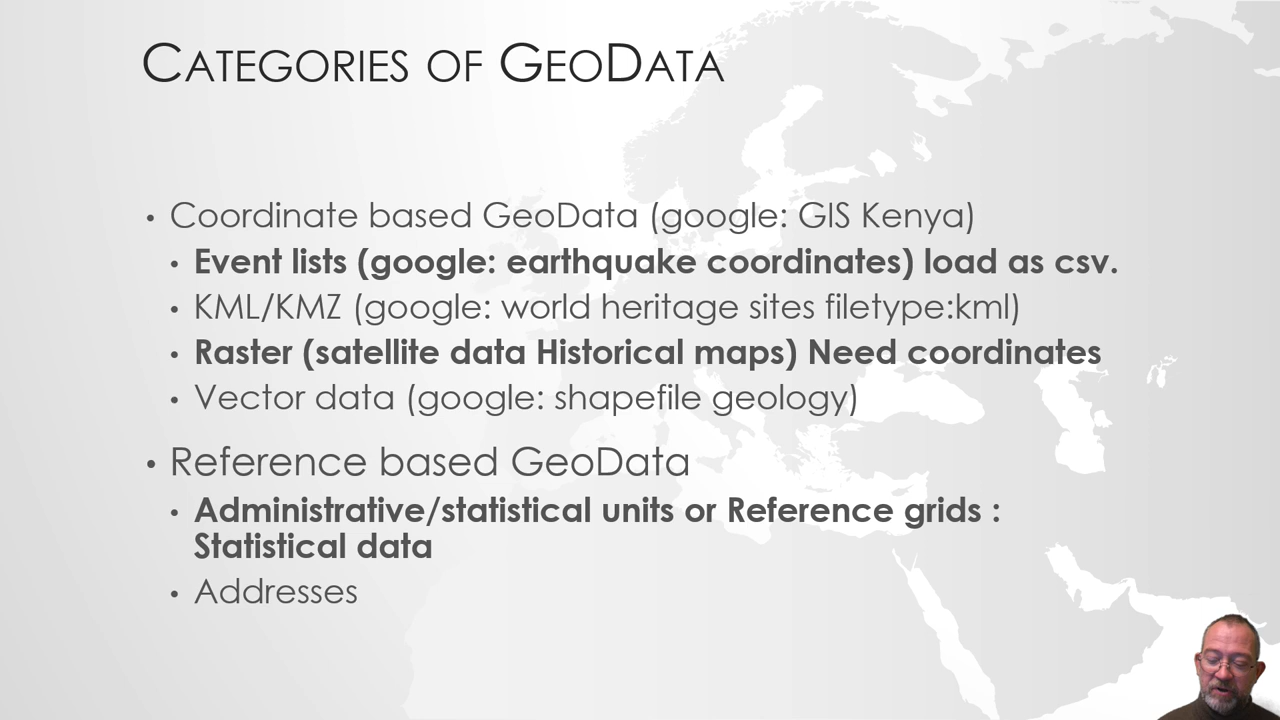 Categories of GeoData
• Coordinate based GeoData (google: GIS Kenya)
• Event lists (google: earthquake coordinates) load as csv.
• KML/KMZ (google: world heritage sites filetype:kml)
• Raster (satellite data Historical maps) Need coordinates
• Vector data (google: shapefile geology)
• Reference based GeoData
• Administrative/statistical units or Reference grids :
Statistical data
• Addresses